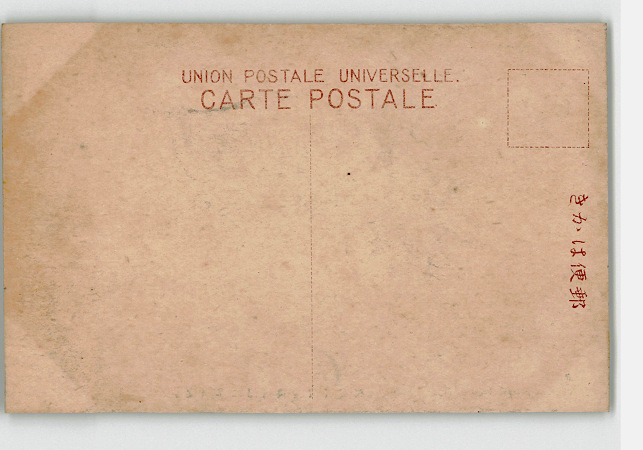 UNION POSTALE UNIVERSELLE.
CARTE POSTALE
きかは便郵